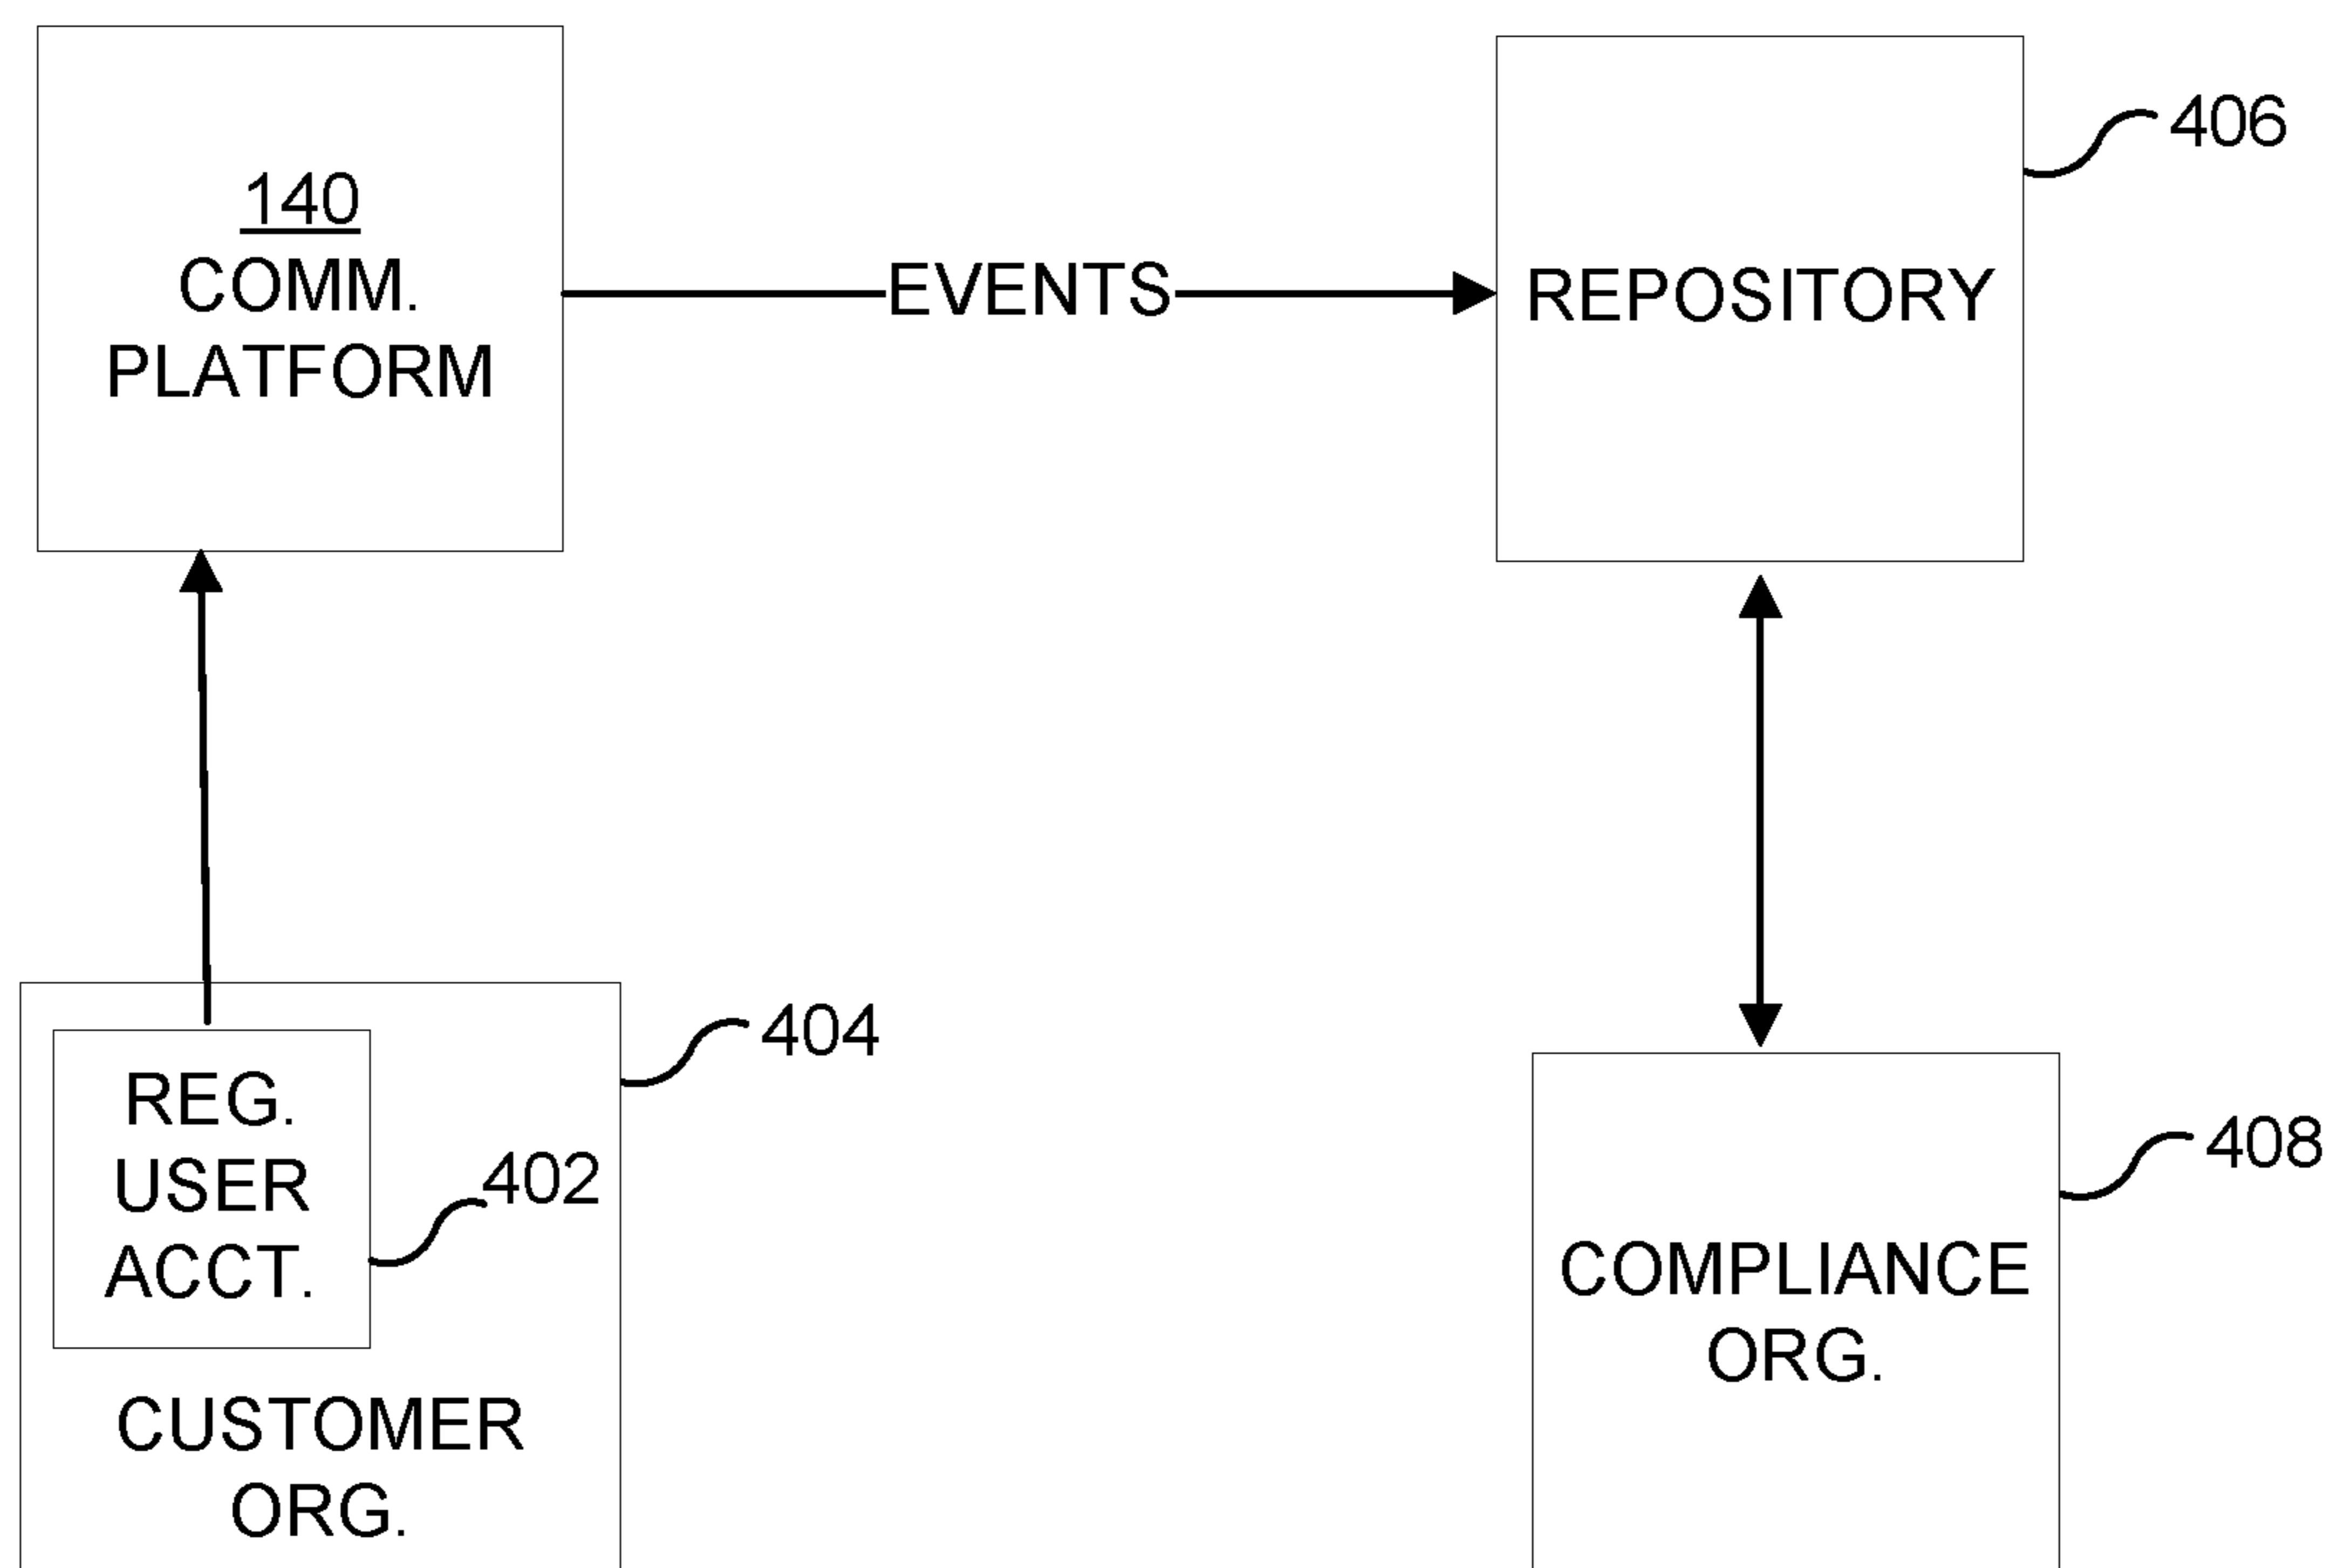 140
COMM.
PLATFORM
EVENTS
REPOSITORY
406
REG.
USER
ACCT.
402
404
CUSTOMER
ORG.
COMPLIANCE
ORG.
408